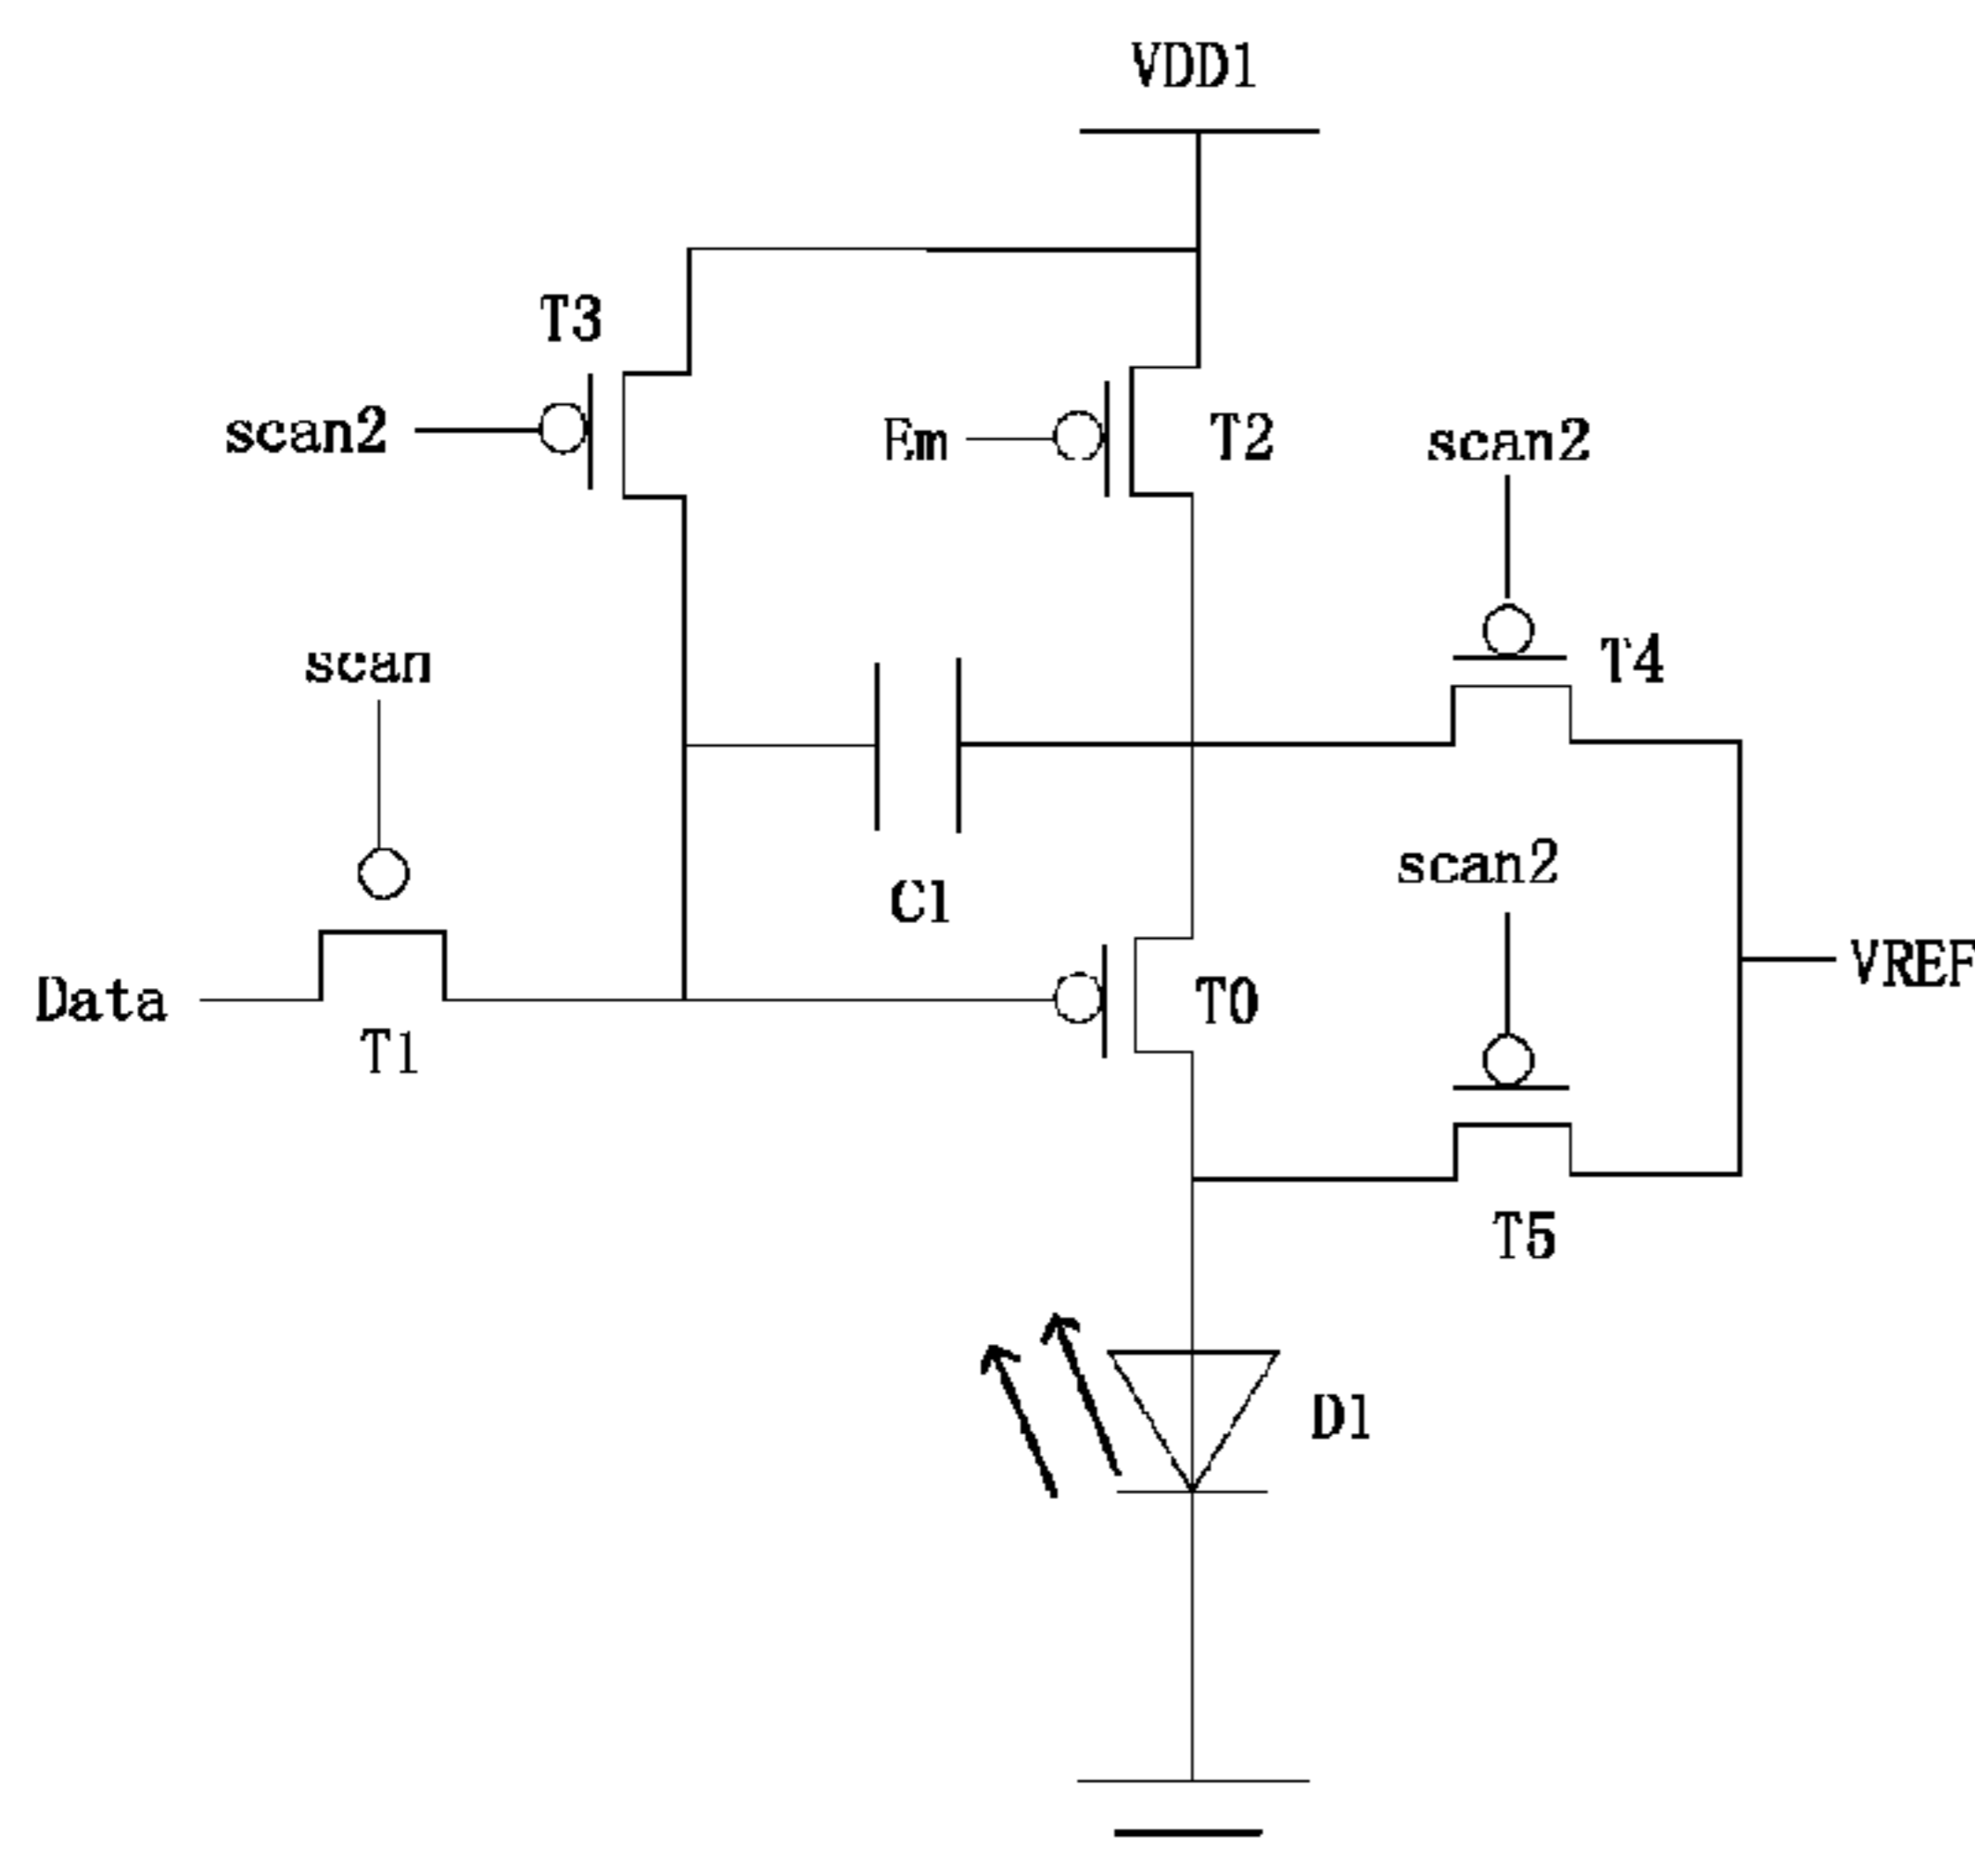 VDD1
T3
scan2
Em
T2
scan2
scan
T4
C1
scan2
Data
T1
T0
VREF
T5
D1